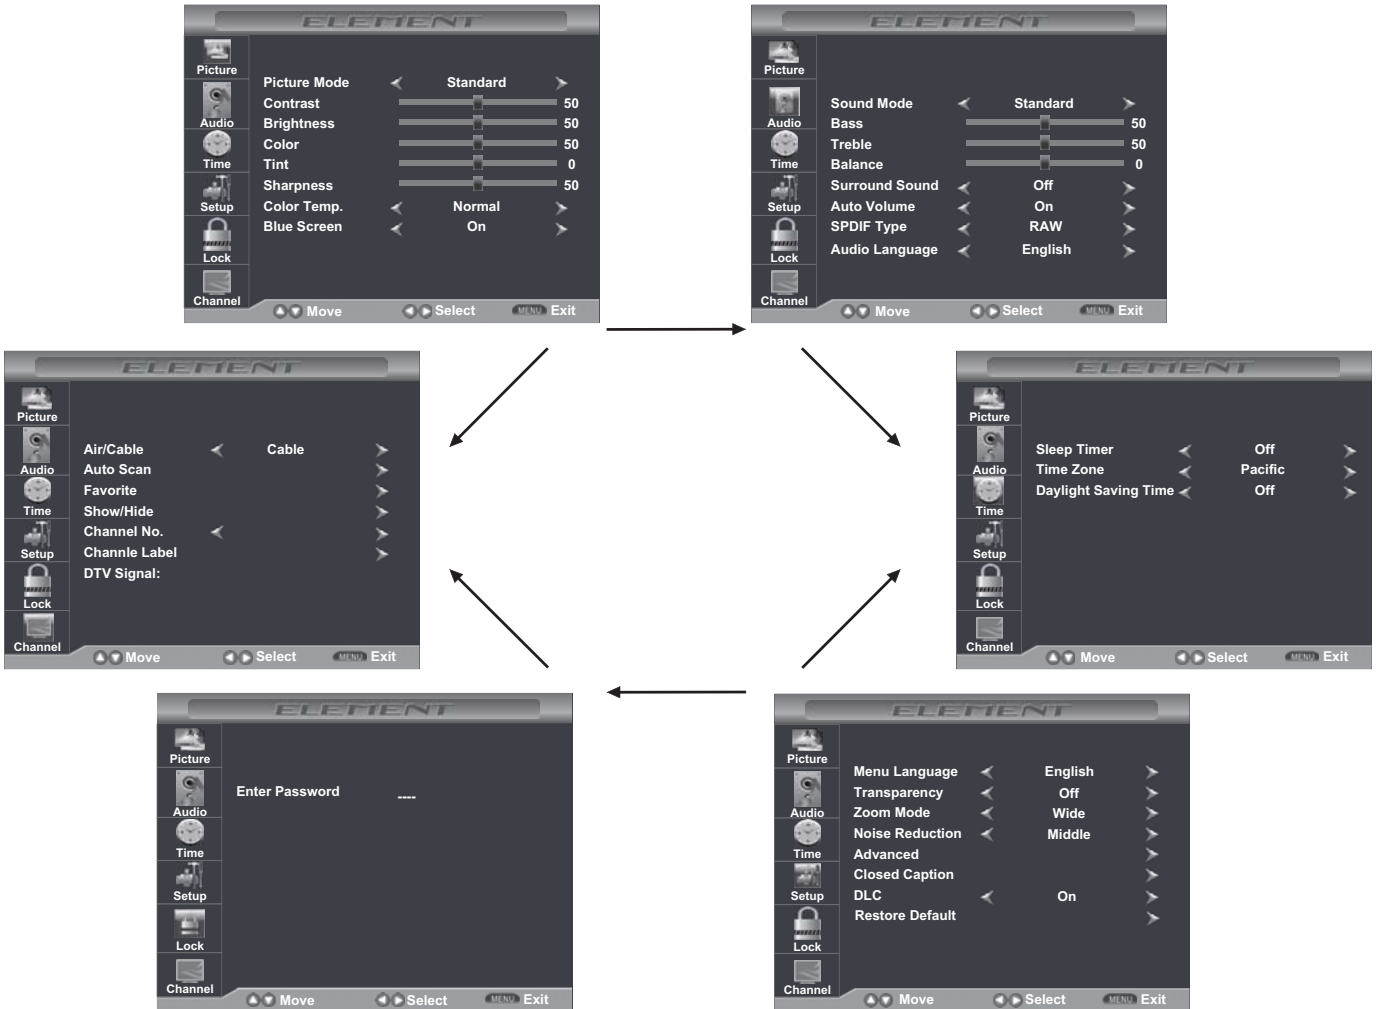 ELEMENT
Picture
Audio
Time
Setup
Lock
Channel
Picture Mode Standard
Contrast 50
Brightness 50
Color 50
Tint 0
Sharpness 50
Color Temp. Normal
Blue Screen On
Move Select MENU Exit
ELEMENT
Picture
Audio
Time
Setup
Lock
Channel
Sound Mode Standard
Bass 50
Treble 50
Balance 0
Surround Sound Off
Auto Volume On
SPDIF Type RAW
Audio Language English
Move Select MENU Exit
ELEMENT
Picture
Audio
Time
Setup
Lock
Channel
Air/Cable Cable
Auto Scan
Favorite
Show/Hide
Channel No.
Channle Label
DTV Signal:
Move Select MENU Exit
ELEMENT
Picture
Audio
Time
Setup
Lock
Channel
Sleep Timer Off
Time Zone Pacific
Daylight Saving Time Off
Move Select MENU Exit
ELEMENT
Picture
Audio
Time
Setup
Lock
Channel
Enter Password ----
Move Select MENU Exit
ELEMENT
Picture
Audio
Time
Setup
Lock
Channel
Menu Language English
Transparency Off
Zoom Mode Wide
Noise Reduction Middle
Advanced
Closed Caption
DLC On
Restore Default
Move Select MENU Exit